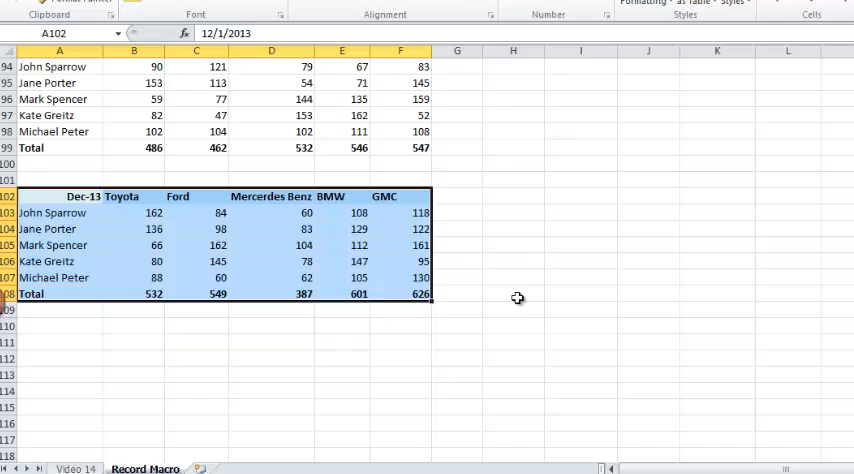 Format Painter
Formatting as Table Styles
Clipboard Font Alignment Number Styles Cells
A102 fx 12/1/2013
A B C D E F G H I J K L
94 John Sparrow 90 121 79 67 83
95 Jane Porter 153 113 54 71 145
96 Mark Spencer 59 77 144 135 159
97 Kate Greitz 82 47 153 162 52
98 Michael Peter 102 104 102 111 108
99 Total 486 462 532 546 547
100
101
102 Dec-13 Toyota Ford Merderdes Benz BMW GMC
103 John Sparrow 162 84 60 108 118
104 Jane Porter 136 98 83 129 122
105 Mark Spencer 66 162 104 112 161
106 Kate Greitz 80 145 78 147 95
107 Michael Peter 88 60 62 105 130
108 Total 532 549 387 601 626
109
110
111
112
113
114
115
116
117
118
Video 14 Record Macro